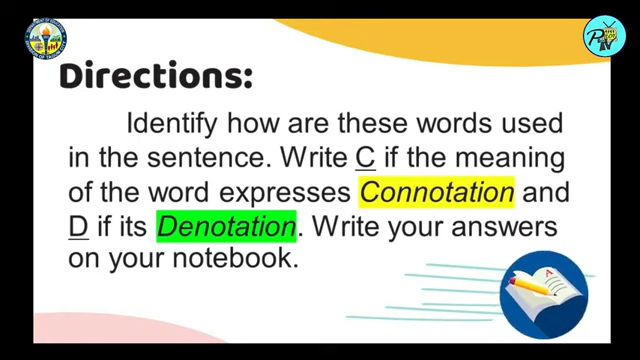 Directions:
Identify how are these words used
in the sentence. Write C if the meaning
of the word expresses Connotation and
D if its Denotation. Write your answers
on your notebook.